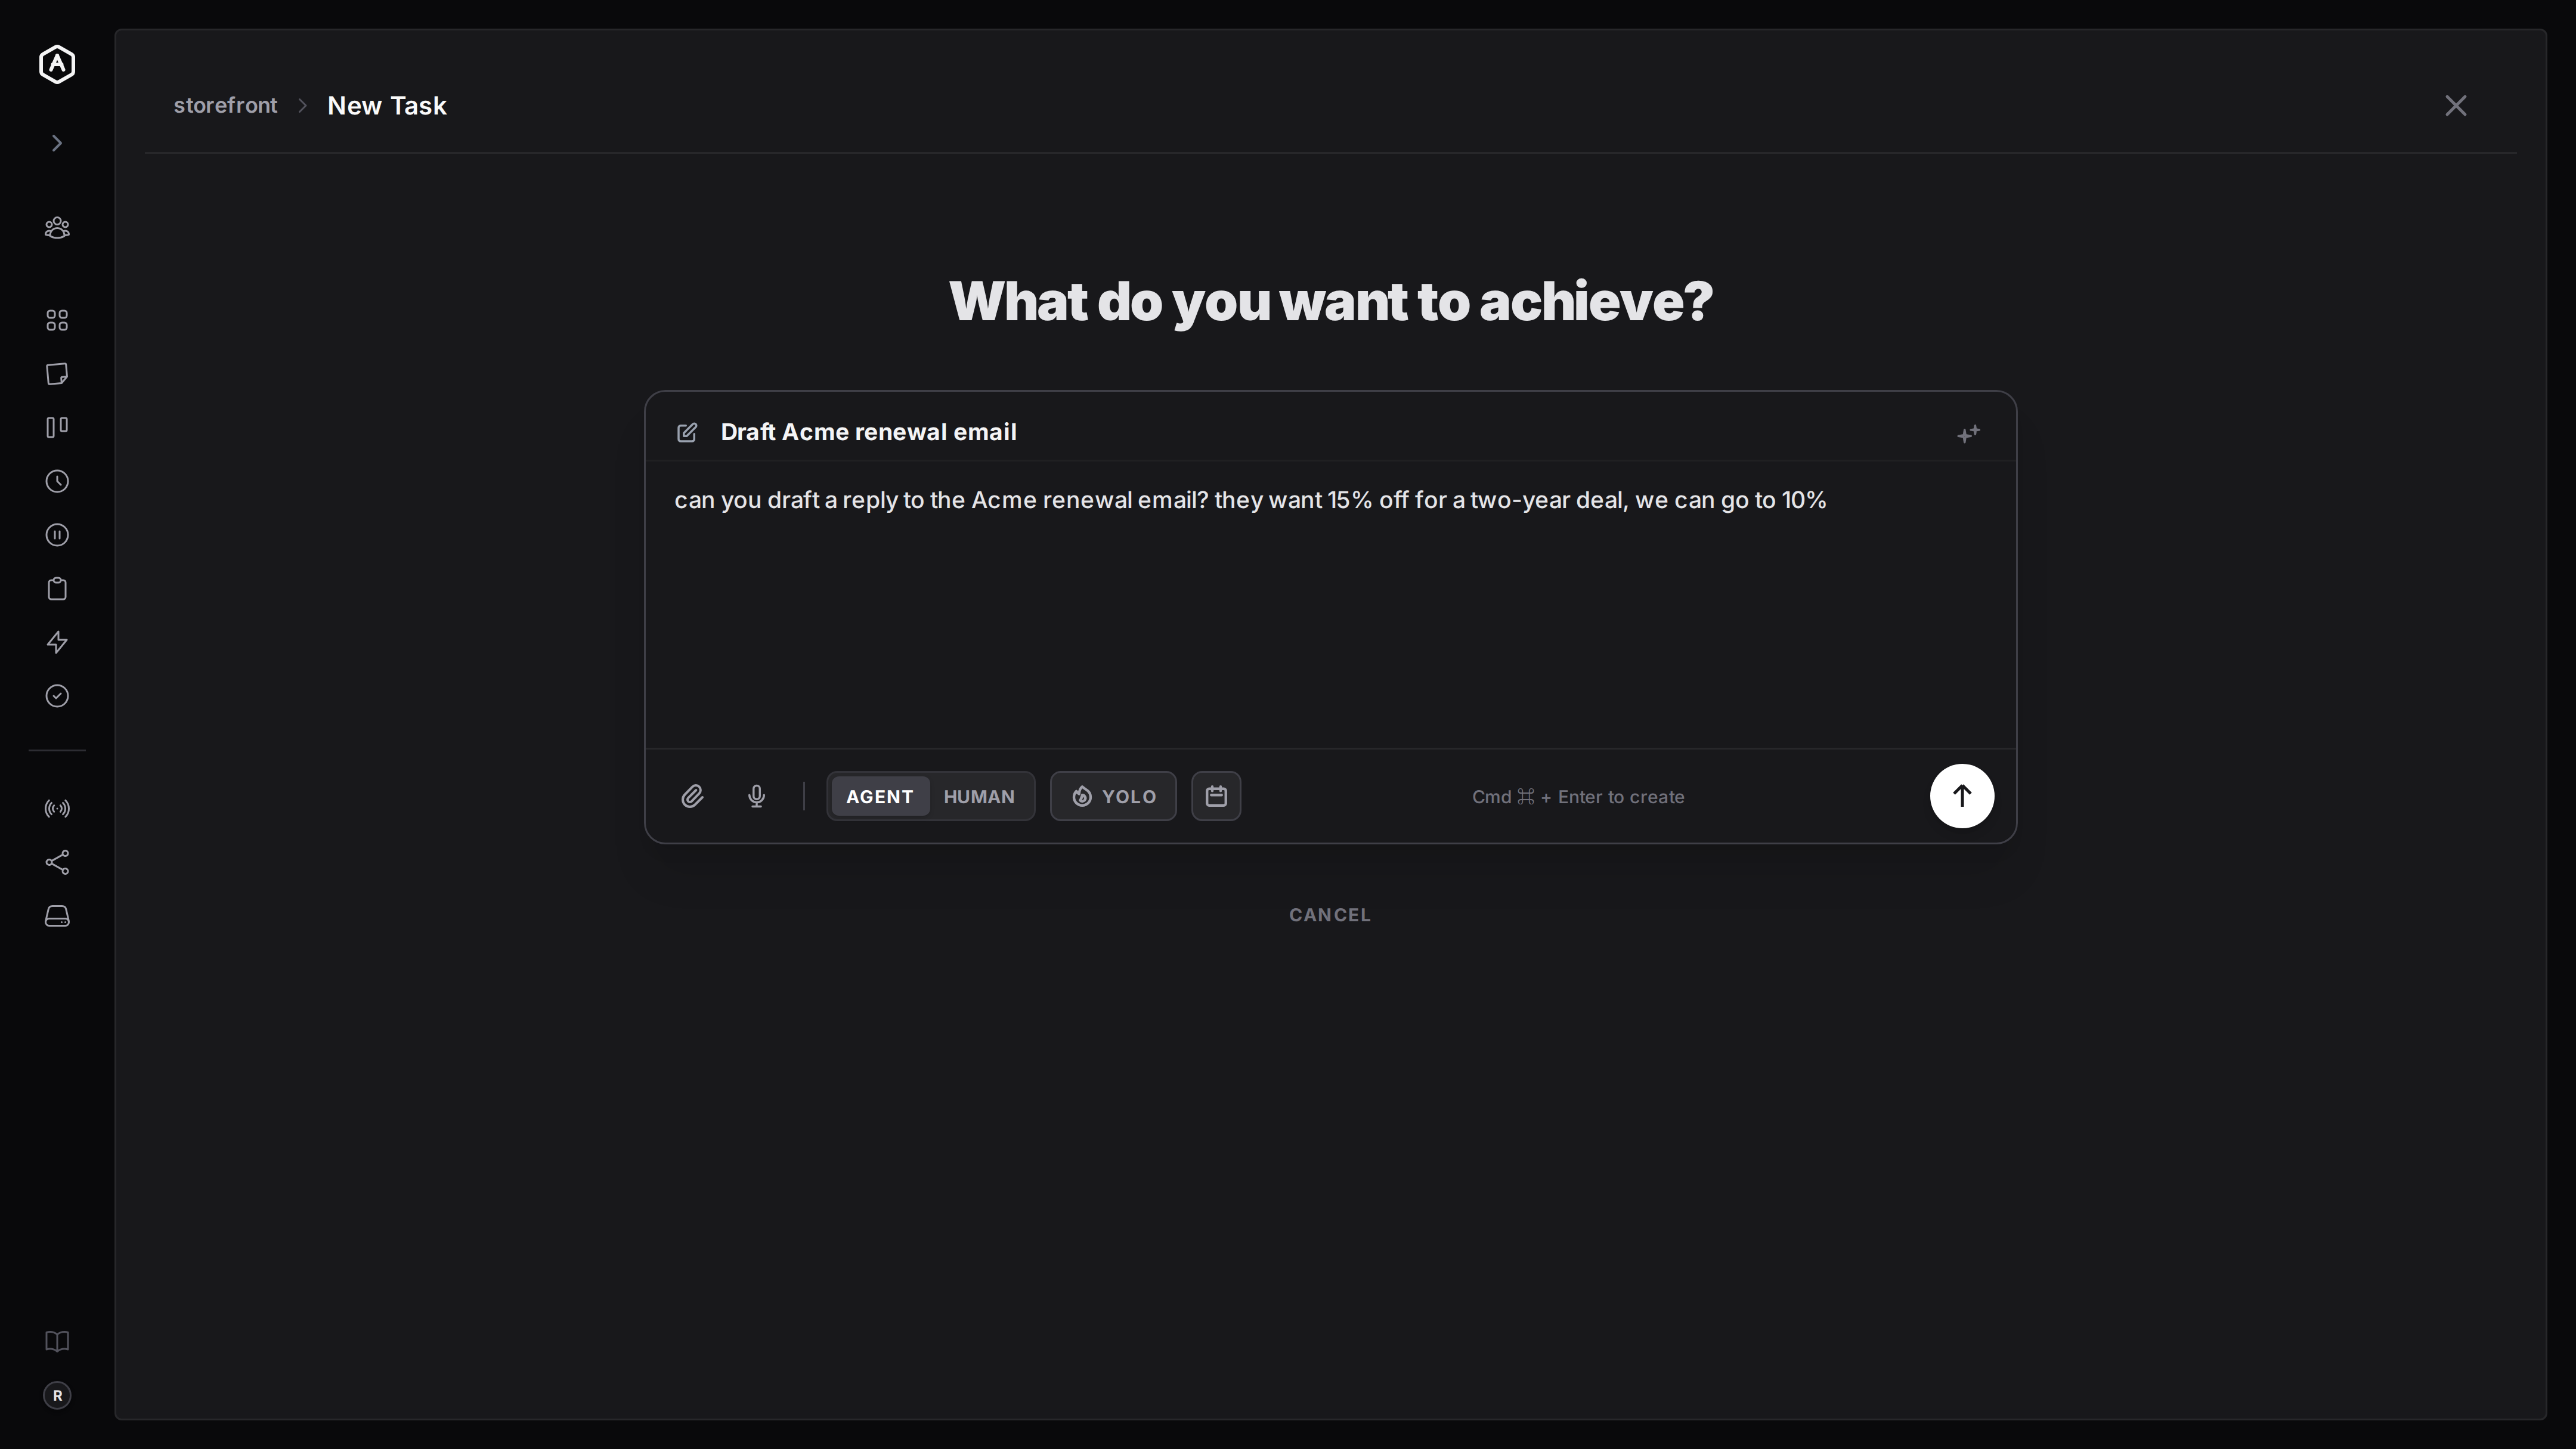 storefront > New Task
What do you want to achieve?
Draft Acme renewal email
can you draft a reply to the Acme renewal email? they want 15% off for a two-year deal, we can go to 10%
AGENT HUMAN YOLO Cmd ⌘ + Enter to create
CANCEL
R